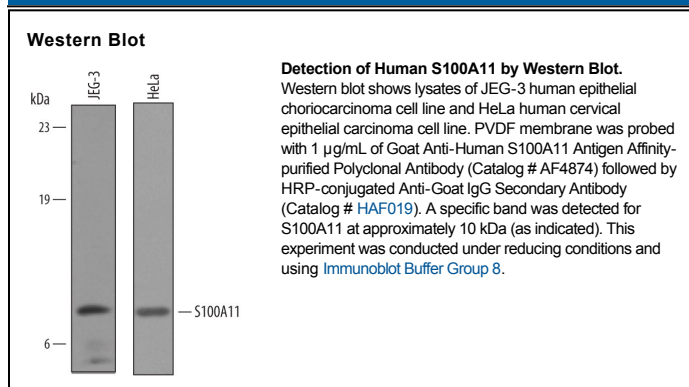 Western Blot
kDa
JEG-3
HeLa
23
19
S100A11
6
Detection of Human S100A11 by Western Blot.
Western blot shows lysates of JEG-3 human epithelial
choriocarcinoma cell line and HeLa human cervical
epithelial carcinoma cell line. PVDF membrane was probed
with 1 µg/mL of Goat Anti-Human S100A11 Antigen Affinity-
purified Polyclonal Antibody (Catalog # AF4874) followed by
HRP-conjugated Anti-Goat IgG Secondary Antibody
(Catalog # HAF019). A specific band was detected for
S100A11 at approximately 10 kDa (as indicated). This
experiment was conducted under reducing conditions and
using Immunoblot Buffer Group 8.